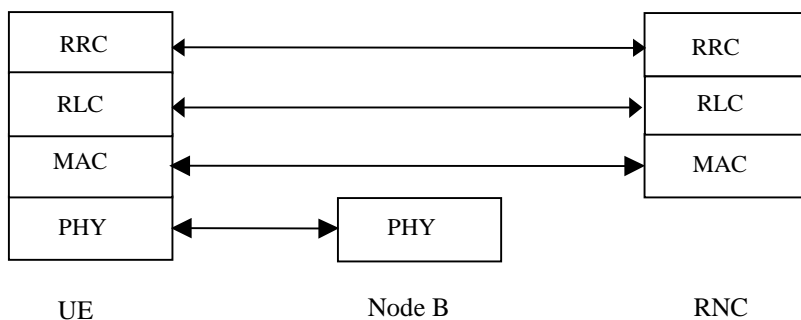 RRC RRC
RLC RLC
MAC MAC
PHY PHY
UE Node B RNC